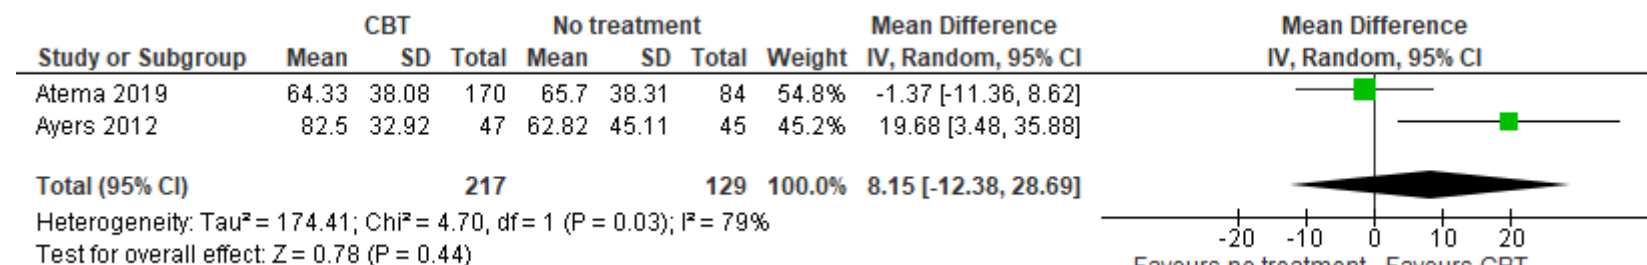 CBT No treatment Mean Difference Mean Difference
Study or Subgroup Mean SD Total Mean SD Total Weight IV, Random, 95% CI IV, Random, 95% CI
Atema 2019 64.33 38.08 170 65.7 38.31 84 54.8% -1.37 [-11.36, 8.62]
Ayers 2012 82.5 32.92 47 62.82 45.11 45 45.2% 19.68 [3.48, 35.88]
Total (95% CI) 217 129 100.0% 8.15 [-12.38, 28.69]
Heterogeneity: Tau² = 174.41; Chi² = 4.70, df = 1 (P = 0.03); I² = 79%
Test for overall effect: Z = 0.78 (P = 0.44)
-20 -10 0 10 20
Favours no treatment Favours CBT